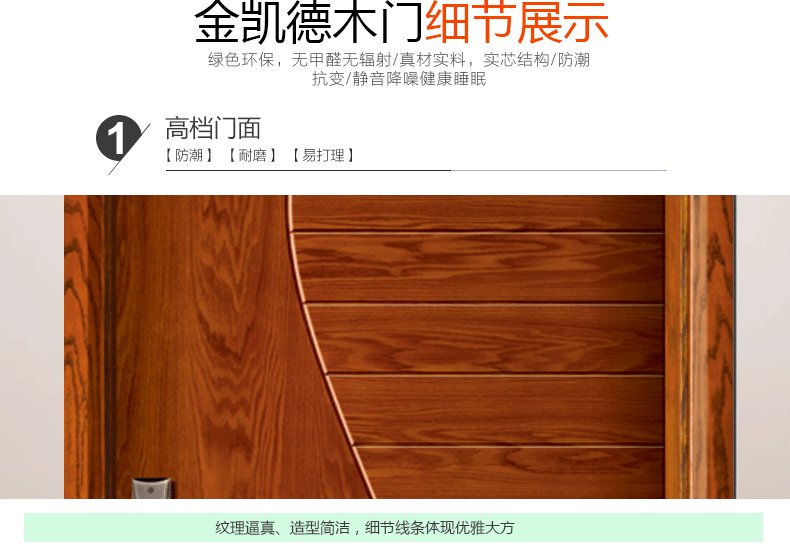 金凯德木门细节展示
绿色环保，无甲醛无辐射/真材实料，实芯结构/防潮
抗变/静音降噪健康睡眠
1
高档门面
【防潮】 【耐磨】 【易打理】
纹理逼真、造型简洁，细节线条体现优雅大方